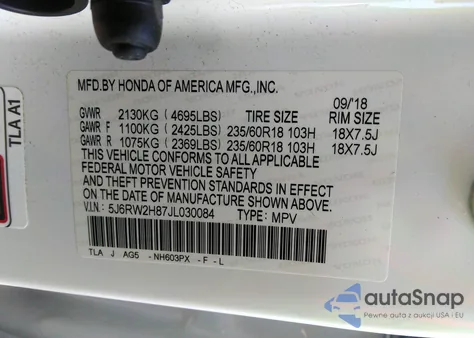 MFD.BY HONDA OF AMERICA MFG.,INC.
09/'18
GVWR 2130KG ( 4695LBS ) TIRE SIZE RIM SIZE
GAWR F 1100KG ( 2425LBS ) 235/60R18 103H 18X7.5J
GAWR R 1075KG ( 2369LBS ) 235/60R18 103H 18X7.5J
THIS VEHICLE CONFORMS TO ALL APPLICABLE
FEDERAL MOTOR VEHICLE SAFETY
AND THEFT PREVENTION STANDARDS IN EFFECT
ON THE DATE OF MANUFACTURE SHOWN ABOVE.
V.I.N.: 5J6RW2H87JL030084 TYPE: MPV
TLA J AG5 -NH603PX -F -L
TLA A1
autoSnap
Pewne auta z USA i EU